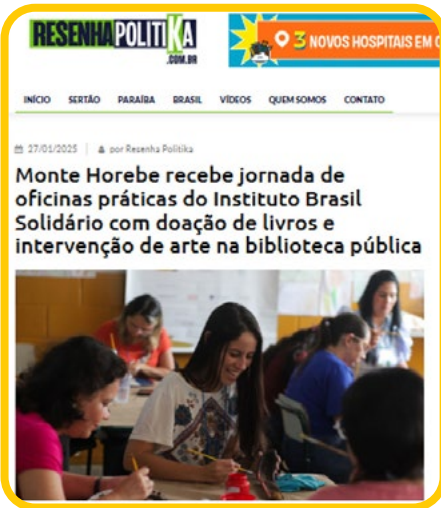 RESENHAPOLITIKA
.COM.BR
3 NOVOS HOSPITAIS EM
INÍCIO SERTÃO PARAÍBA BRASIL VÍDEOS QUEM SOMOS CONTATO
27/01/2025 por Resenha Politika
Monte Horebe recebe jornada de
oficinas práticas do Instituto Brasil
Solidário com doação de livros e
intervenção de arte na biblioteca pública